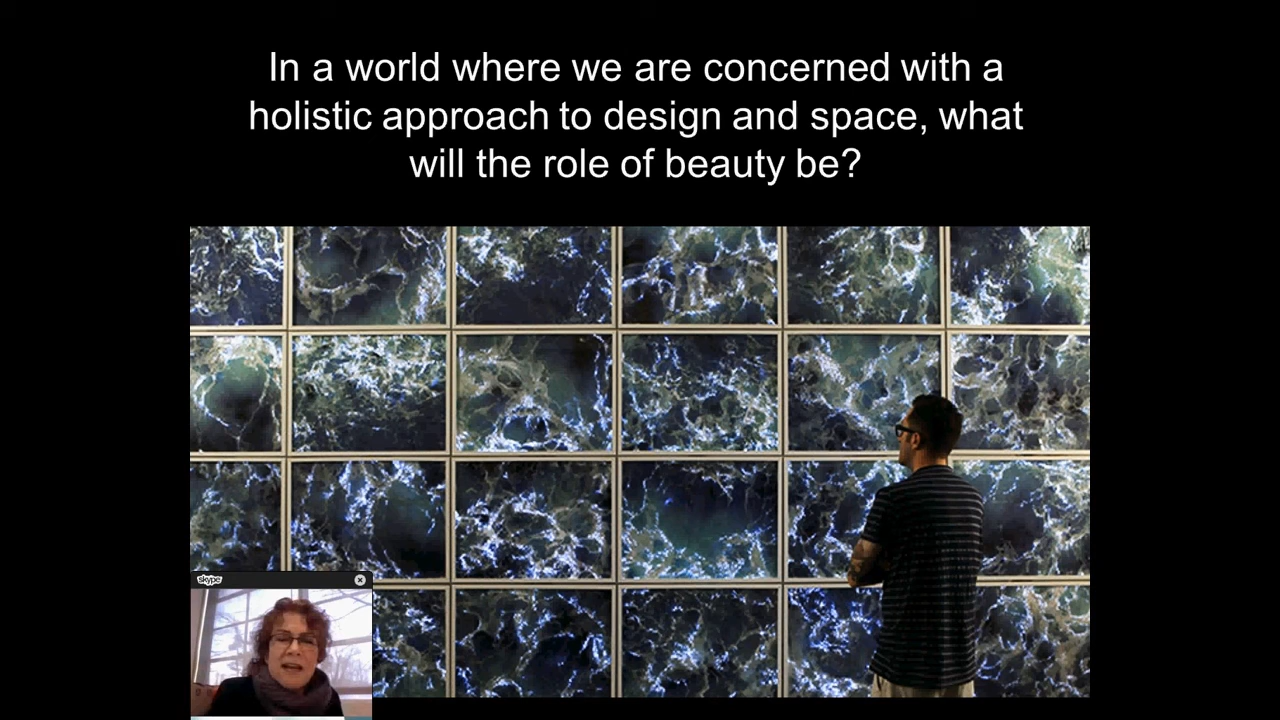 In a world where we are concerned with a
holistic approach to design and space, what
will the role of beauty be?
skype